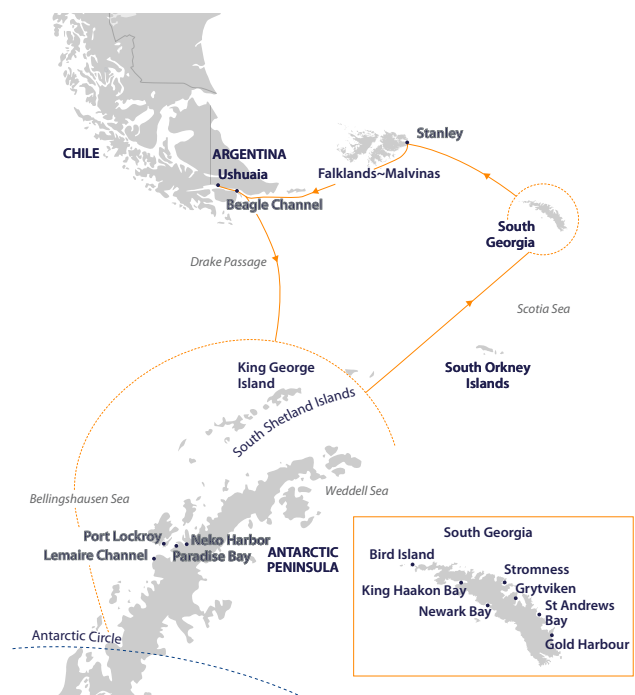 Stanley
CHILE
ARGENTINA
Ushuaia
Falklands~Malvinas
Beagle Channel
South
Georgia
Drake Passage
Scotia Sea
King George
Island
South Orkney
Islands
South Shetland Islands
Bellingshausen Sea
Weddell Sea
Port Lockroy
Neko Harbor
Lemaire Channel
Paradise Bay
ANTARCTIC
PENINSULA
Antarctic Circle
South Georgia
Bird Island
Stromness
King Haakon Bay
Grytviken
Newark Bay
St Andrews
Bay
Gold Harbour